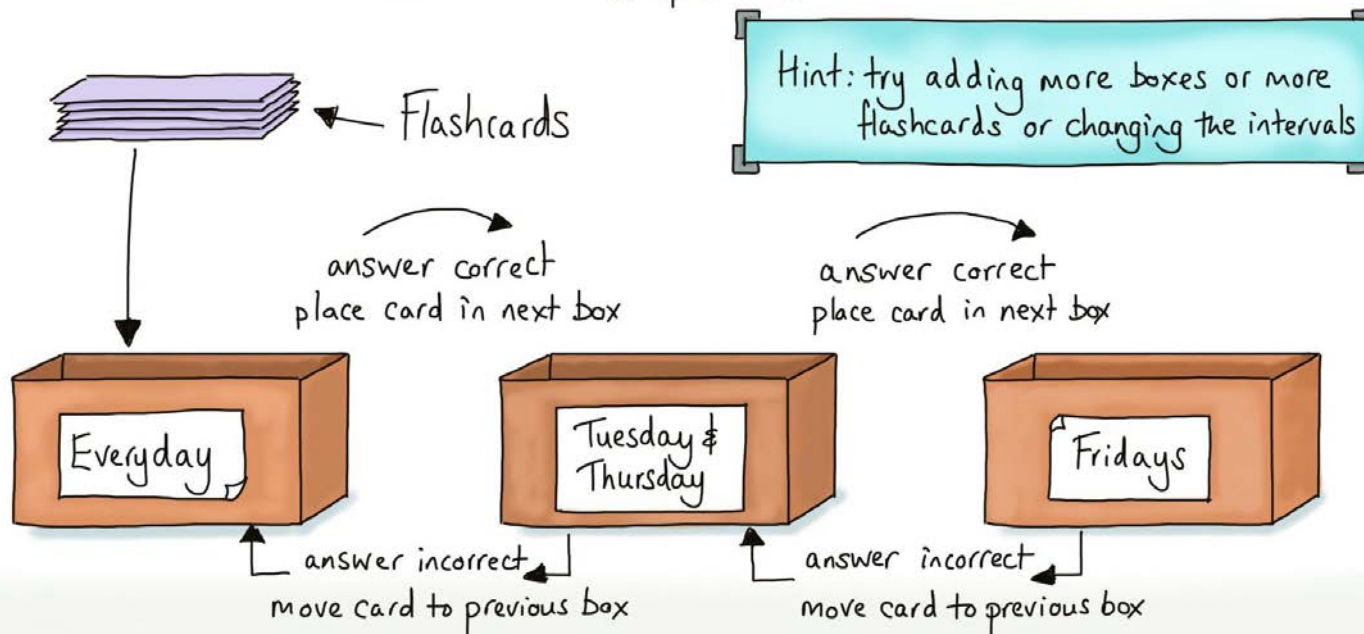 Flashcards
Hint: try adding more boxes or more
flashcards or changing the intervals
answer correct
place card in next box
answer correct
place card in next box
Everyday
Tuesday &
Thursday
Fridays
answer incorrect
move card to previous box
answer incorrect
move card to previous box